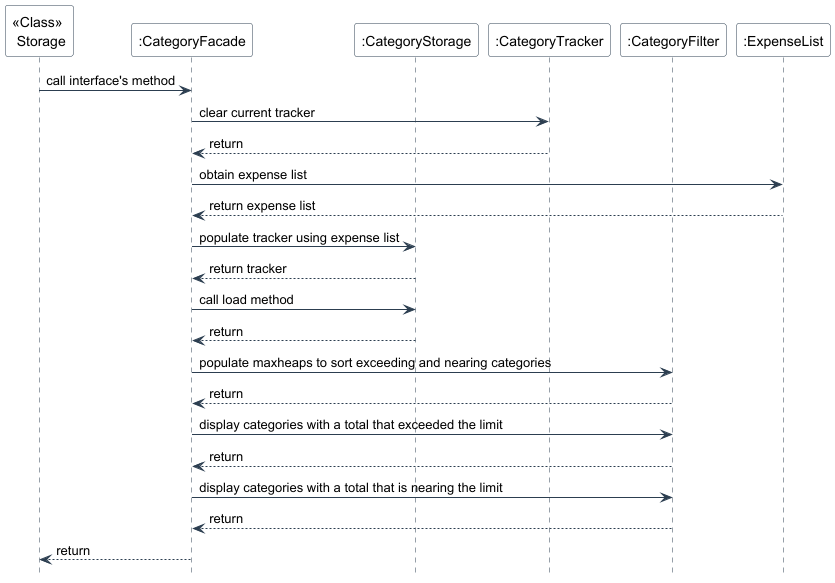 «Class»
Storage
:CategoryFacade
:CategoryStorage
:CategoryTracker
:CategoryFilter
:ExpenseList
call interface's method
clear current tracker
return
obtain expense list
return expense list
populate tracker using expense list
return tracker
call load method
return
populate maxheaps to sort exceeding and nearing categories
return
display categories with a total that exceeded the limit
return
display categories with a total that is nearing the limit
return
return